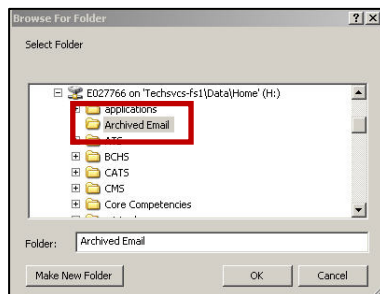 Browse For Folder
Select Folder
E027766 on 'Techsvcs-fs1\Data\Home' (H:)
applications
Archived Email
ATS
BCHS
CATS
CMS
Core Competencies
Folder: Archived Email
Make New Folder OK Cancel